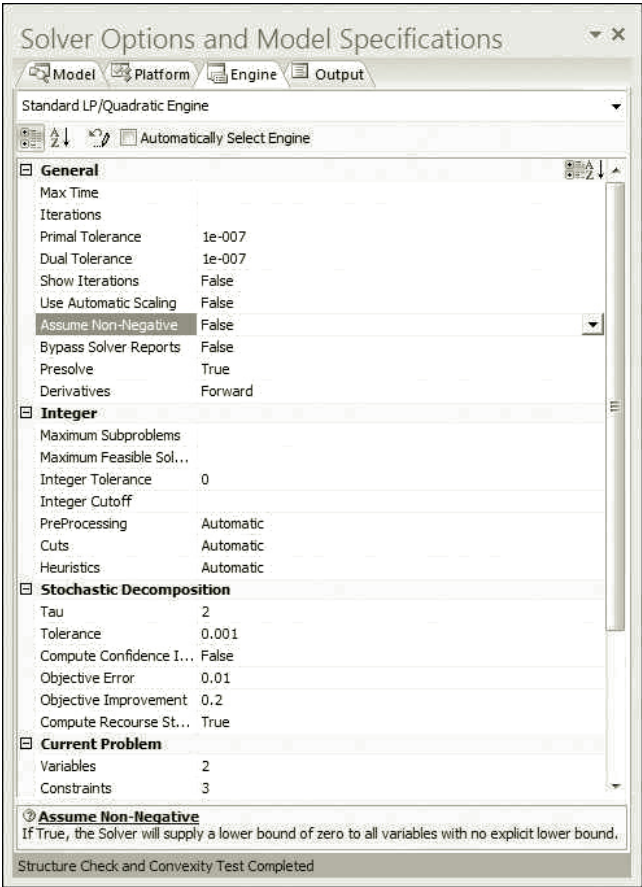 Solver Options and Model Specifications
Model Platform Engine Output
Standard LP/Quadratic Engine
Automatically Select Engine
General
Max Time
Iterations
Primal Tolerance 1e-007
Dual Tolerance 1e-007
Show Iterations False
Use Automatic Scaling False
Assume Non-Negative False
Bypass Solver Reports False
Presolve True
Derivatives Forward
Integer
Maximum Subproblems
Maximum Feasible Sol...
Integer Tolerance 0
Integer Cutoff
PreProcessing Automatic
Cuts Automatic
Heuristics Automatic
Stochastic Decomposition
Tau 2
Tolerance 0.001
Compute Confidence I... False
Objective Error 0.01
Objective Improvement 0.2
Compute Recourse St... True
Current Problem
Variables 2
Constraints 3
Assume Non-Negative
If True, the Solver will supply a lower bound of zero to all variables with no explicit lower bound.
Structure Check and Convexity Test Completed